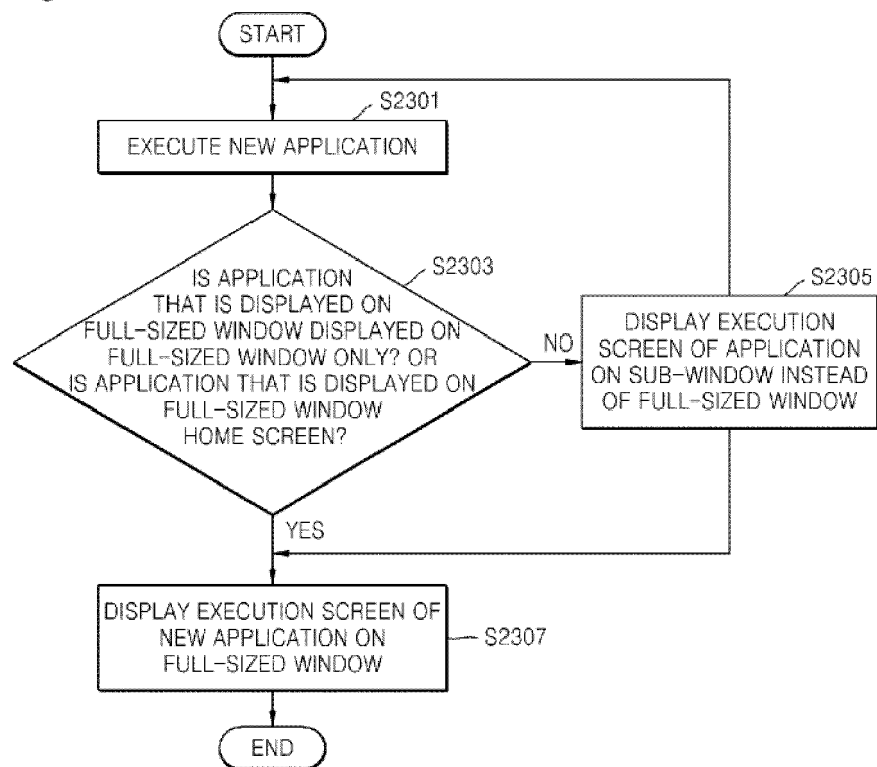 START
S2301
EXECUTE NEW APPLICATION
S2303
IS APPLICATION
THAT IS DISPLAYED ON
FULL-SIZED WINDOW DISPLAYED ON
FULL-SIZED WINDOW ONLY? OR
IS APPLICATION THAT IS DISPLAYED ON
FULL-SIZED WINDOW
HOME SCREEN?
NO
S2305
DISPLAY EXECUTION
SCREEN OF APPLICATION
ON SUB-WINDOW INSTEAD
OF FULL-SIZED WINDOW
YES
DISPLAY EXECUTION SCREEN OF
NEW APPLICATION ON
FULL-SIZED WINDOW
S2307
END